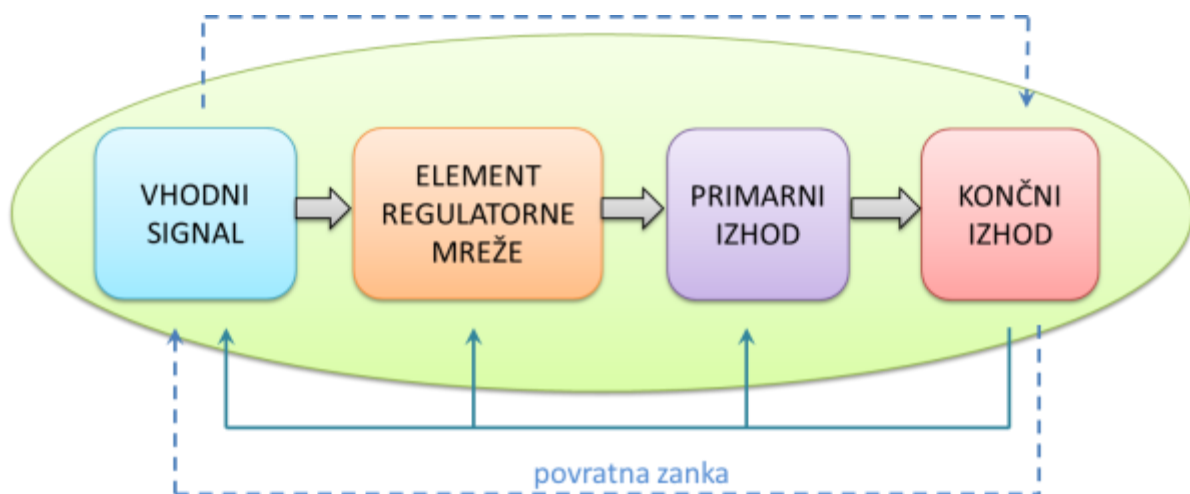 VHODNI
SIGNAL
ELEMENT
REGULATORNE
MREŽE
PRIMARNI
IZHOD
KONČNI
IZHOD
povratna zanka